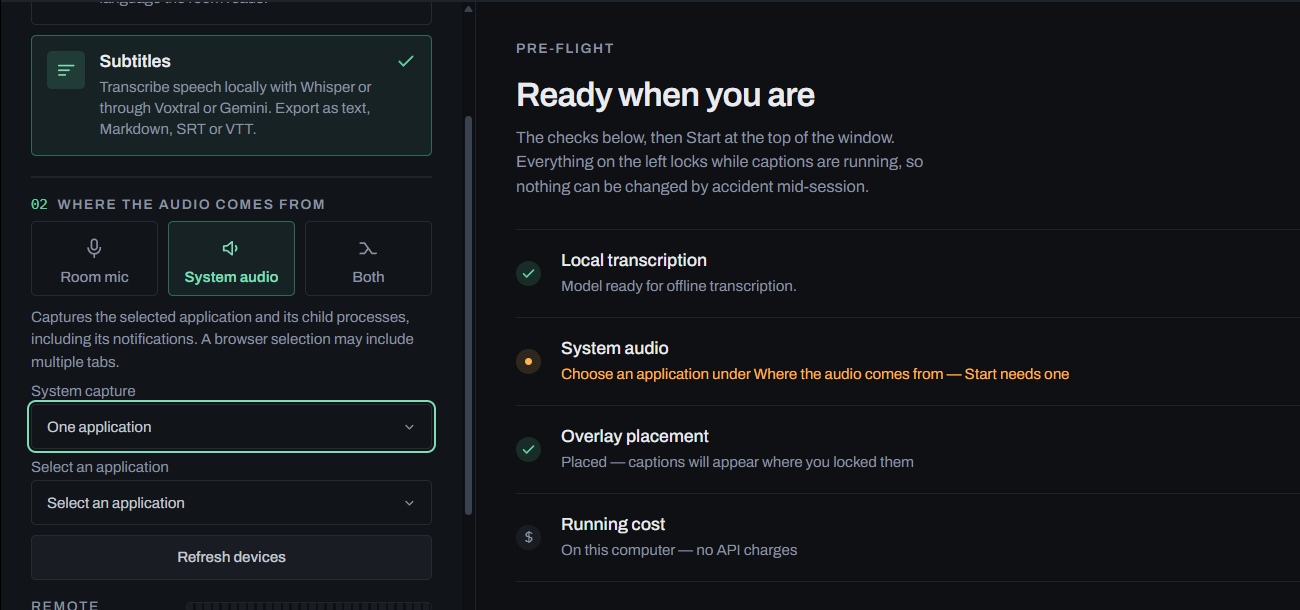 language the room reads.
Subtitles
Transcribe speech locally with Whisper or
through Voxtral or Gemini. Export as text,
Markdown, SRT or VTT.
02 WHERE THE AUDIO COMES FROM
Room mic
System audio
Both
Captures the selected application and its child processes,
including its notifications. A browser selection may include
multiple tabs.
System capture
One application
Select an application
Select an application
Refresh devices
REMOTE
PRE-FLIGHT
Ready when you are
The checks below, then Start at the top of the window.
Everything on the left locks while captions are running, so
nothing can be changed by accident mid-session.
Local transcription
Model ready for offline transcription.
System audio
Choose an application under Where the audio comes from — Start needs one
Overlay placement
Placed — captions will appear where you locked them
$
Running cost
On this computer — no API charges